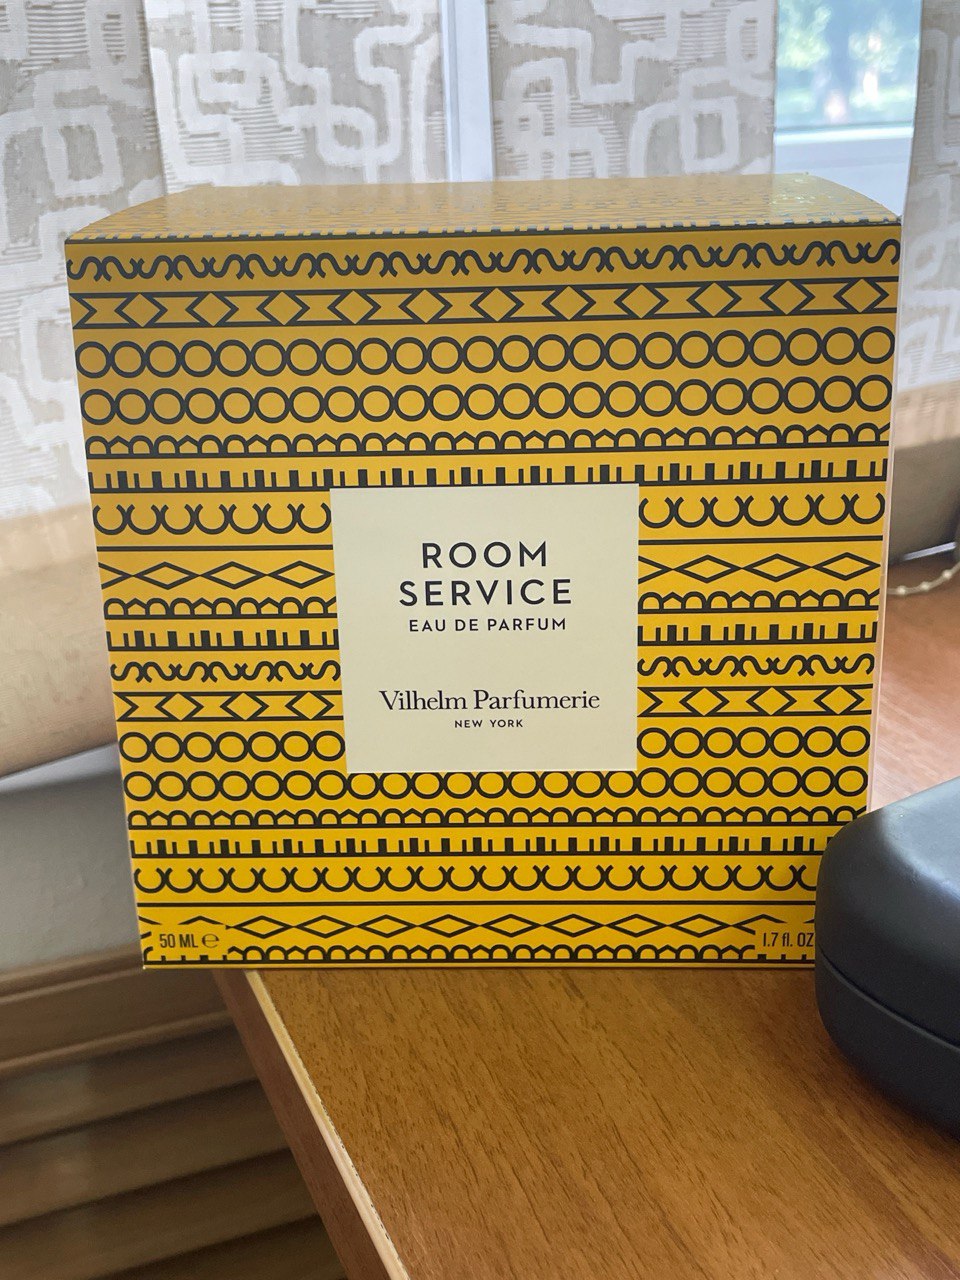 ROOM
SERVICE
EAU DE PARFUM
Vilhelm Parfumerie
NEW YORK
50 ML ℮
1.7 fl. OZ